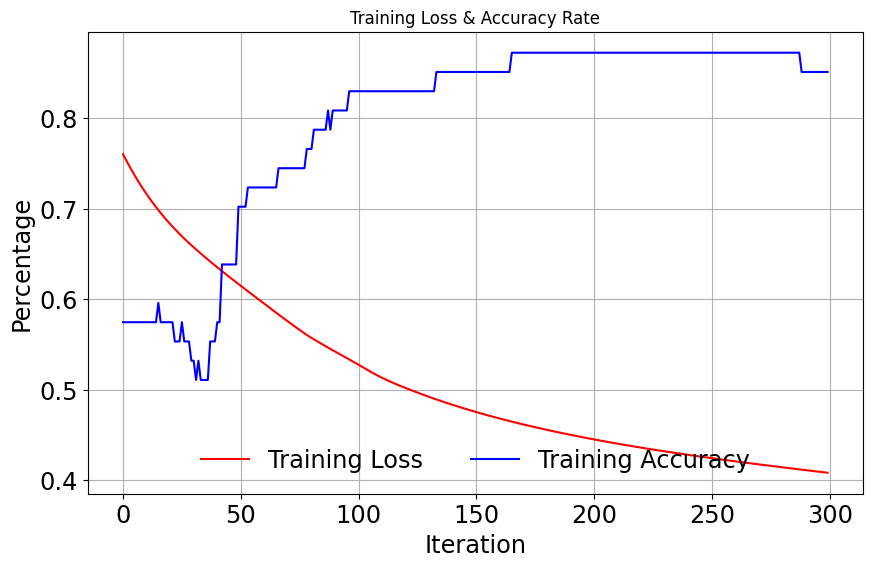 Training Loss & Accuracy Rate
Percentage
0.8
0.7
0.6
0.5
0.4
Training Loss
Training Accuracy
0 50 100 150 200 250 300
Iteration